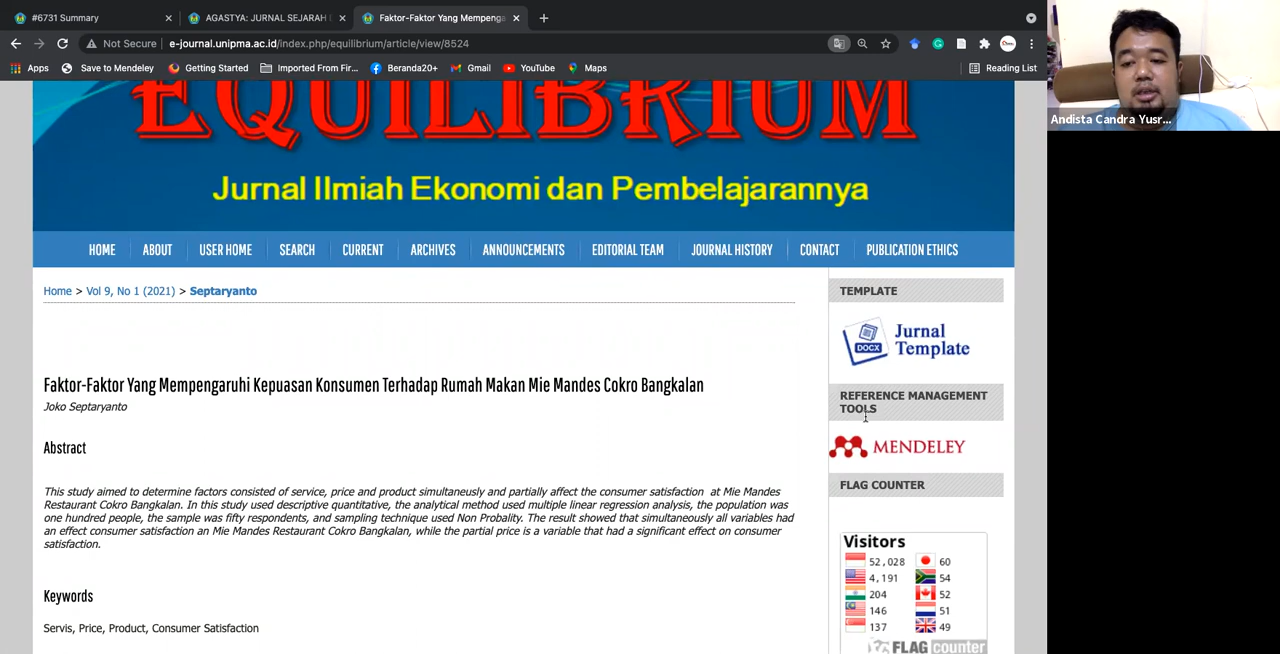 #6731 Summary
AGASTYA: JURNAL SEJARAH
Faktor-Faktor Yang Mempenga
Not Secure
e-journal.unipma.ac.id/index.php/equilibrium/article/view/8524
Apps
Save to Mendeley
Getting Started
Imported From Fir...
Beranda20+
Gmail
YouTube
Maps
Reading List
Andista Candra Yusr...
EQUILIBRIUM
Jurnal Ilmiah Ekonomi dan Pembelajarannya
HOME
ABOUT
USER HOME
SEARCH
CURRENT
ARCHIVES
ANNOUNCEMENTS
EDITORIAL TEAM
JOURNAL HISTORY
CONTACT
PUBLICATION ETHICS
Home > Vol 9, No 1 (2021) > Septaryanto
Faktor-Faktor Yang Mempengaruhi Kepuasan Konsumen Terhadap Rumah Makan Mie Mandes Cokro Bangkalan
Joko Septaryanto
Abstract
This study aimed to determine factors consisted of service, price and product simultaneusly and partially affect the consumer satisfaction at Mie Mandes
Restaurant Cokro Bangkalan. In this study used descriptive quantitative, the analytical method used multiple linear regression analysis, the population was
one hundred people, the sample was fifty respondents, and sampling technique used Non Probality. The result showed that simultaneously all variables had
an effect consumer satisfaction an Mie Mandes Restaurant Cokro Bangkalan, while the partial price is a variable that had a significant effect on consumer
satisfaction.
Keywords
Servis, Price, Product, Consumer Satisfaction
TEMPLATE
DOCX
Jurnal
Template
REFERENCE MANAGEMENT
TOOLS
MENDELEY
FLAG COUNTER
Visitors
52,028 60
4,191 54
204 52
146 51
137 49
FLAG counter